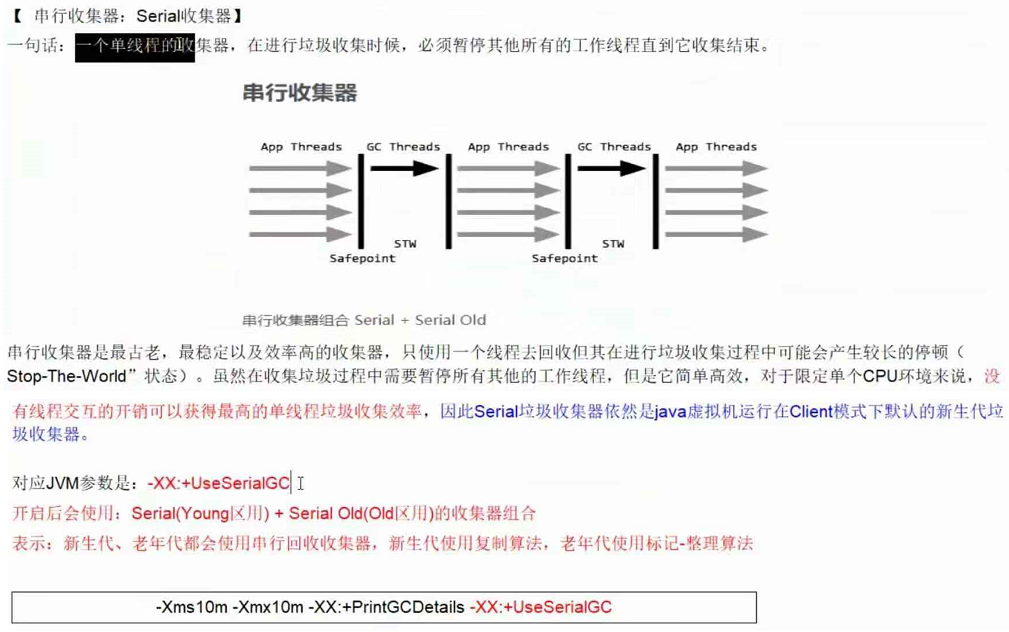 【 串行收集器：Serial收集器】
一句话：一个单线程的收集器，在进行垃圾收集时候，必须暂停其他所有的工作线程直到它收集结束。
串行收集器
App Threads GC Threads App Threads GC Threads App Threads
STW STW
Safepoint Safepoint
串行收集器组合 Serial + Serial Old
串行收集器是最古老，最稳定以及效率高的收集器，只使用一个线程去回收但其在进行垃圾收集过程中可能会产生较长的停顿（
Stop-The-World”状态）。虽然在收集垃圾过程中需要暂停所有其他的工作线程，但是它简单高效，对于限定单个CPU环境来说，没
有线程交互的开销可以获得最高的单线程垃圾收集效率，因此Serial垃圾收集器依然是java虚拟机运行在Client模式下默认的新生代垃
圾收集器。
对应JVM参数是：-XX:+UseSerialGC
开启后会使用：Serial(Young区用) + Serial Old(Old区用)的收集器组合
表示：新生代、老年代都会使用串行回收收集器，新生代使用复制算法，老年代使用标记-整理算法
-Xms10m -Xmx10m -XX:+PrintGCDetails -XX:+UseSerialGC